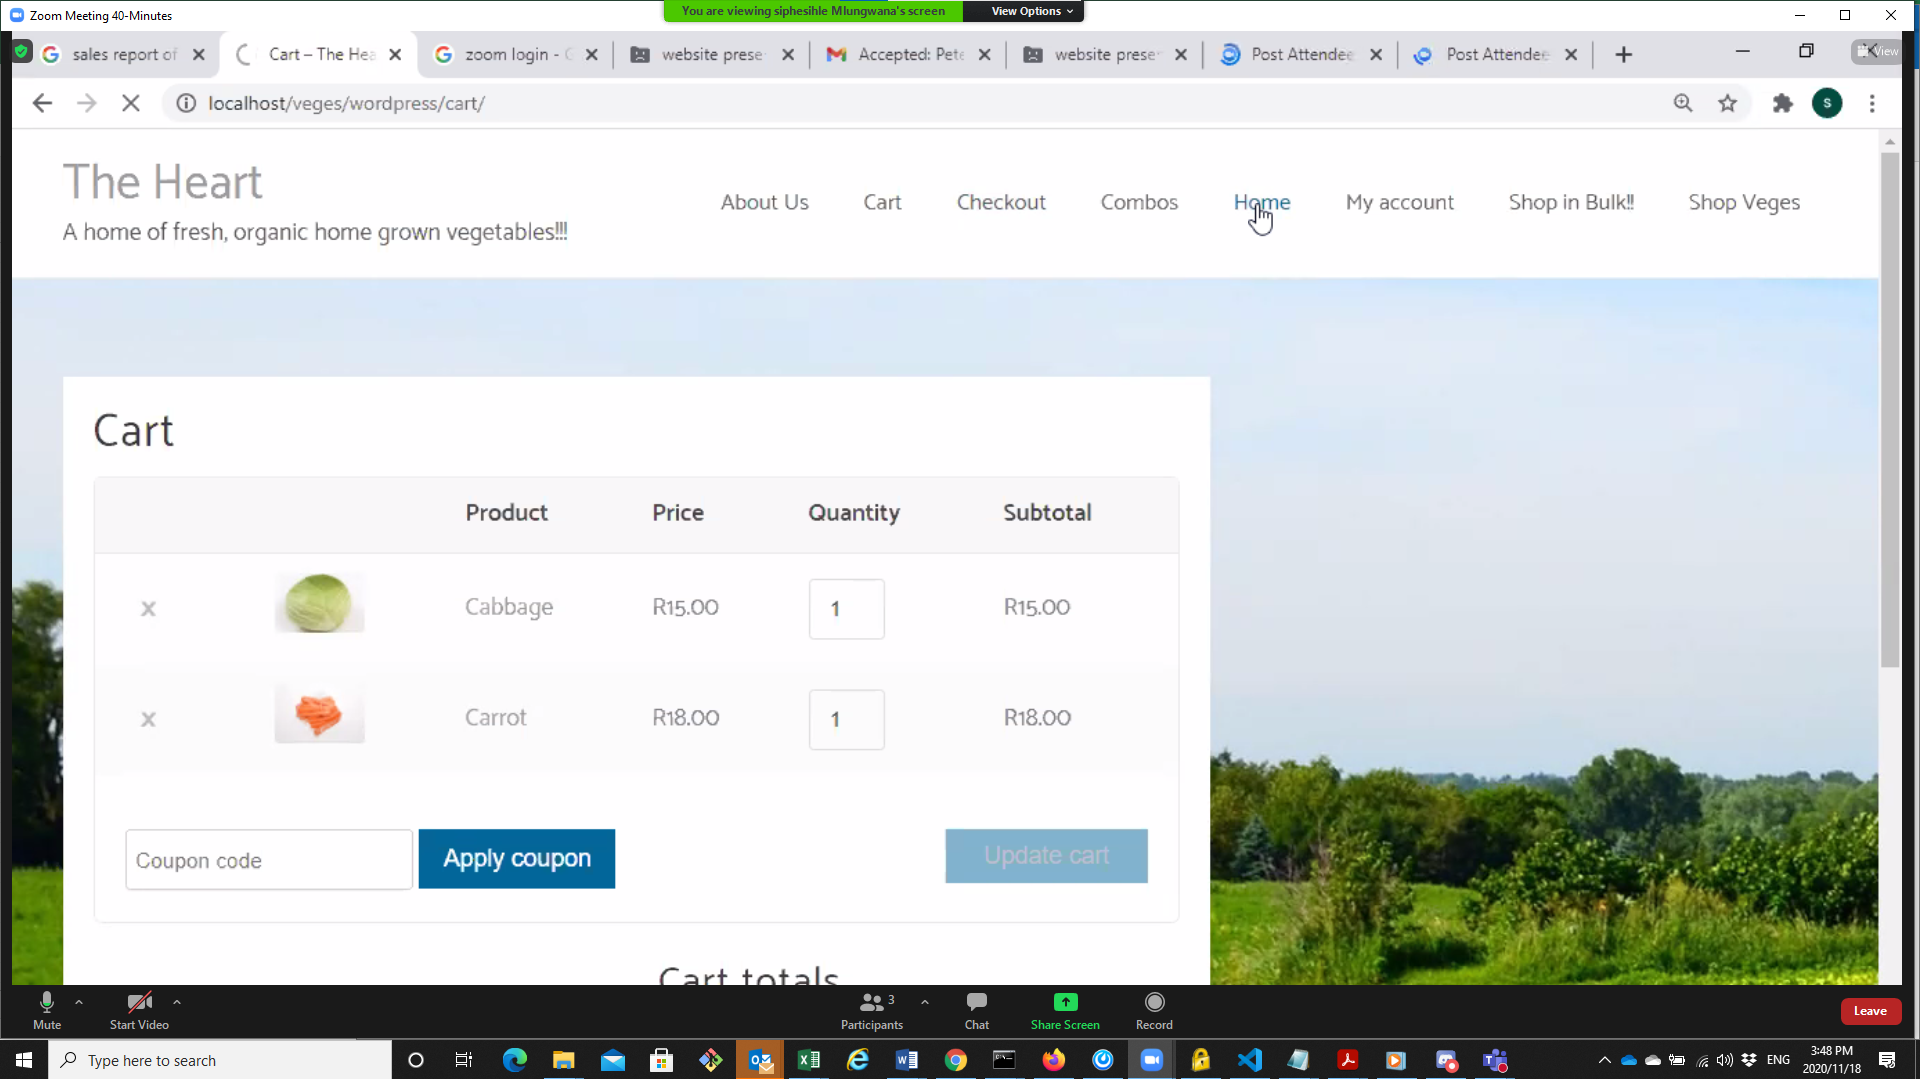 Zoom Meeting 40-Minutes
You are viewing siphesihle Mlungwana's screen
View Options
sales report of
Cart – The Hea
zoom login - G
website prese
Accepted: Pete
website prese
Post Attendee
Post Attendee
View
localhost/veges/wordpress/cart/
S
The Heart
A home of fresh, organic home grown vegetables!!!
About Us
Cart
Checkout
Combos
Home
My account
Shop in Bulk!!
Shop Veges
Cart
Product Price Quantity Subtotal
x Cabbage R15.00 1 R15.00
x Carrot R18.00 1 R18.00
Coupon code
Apply coupon
Update cart
Cart totals
Mute
Start Video
3
Participants
Chat
Share Screen
Record
Leave
Type here to search
ENG
3:48 PM
2020/11/18